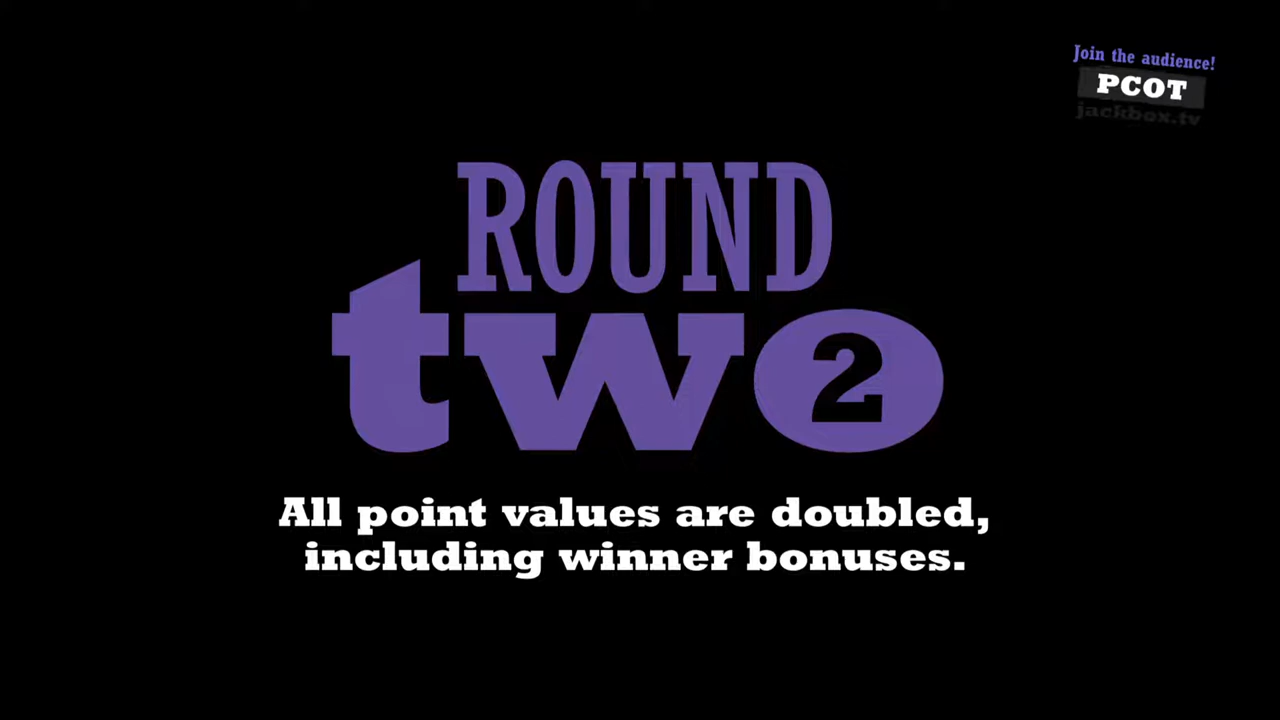 Join the audience!
PCOT
jackbox.tv
ROUND
two 2
All point values are doubled,
including winner bonuses.